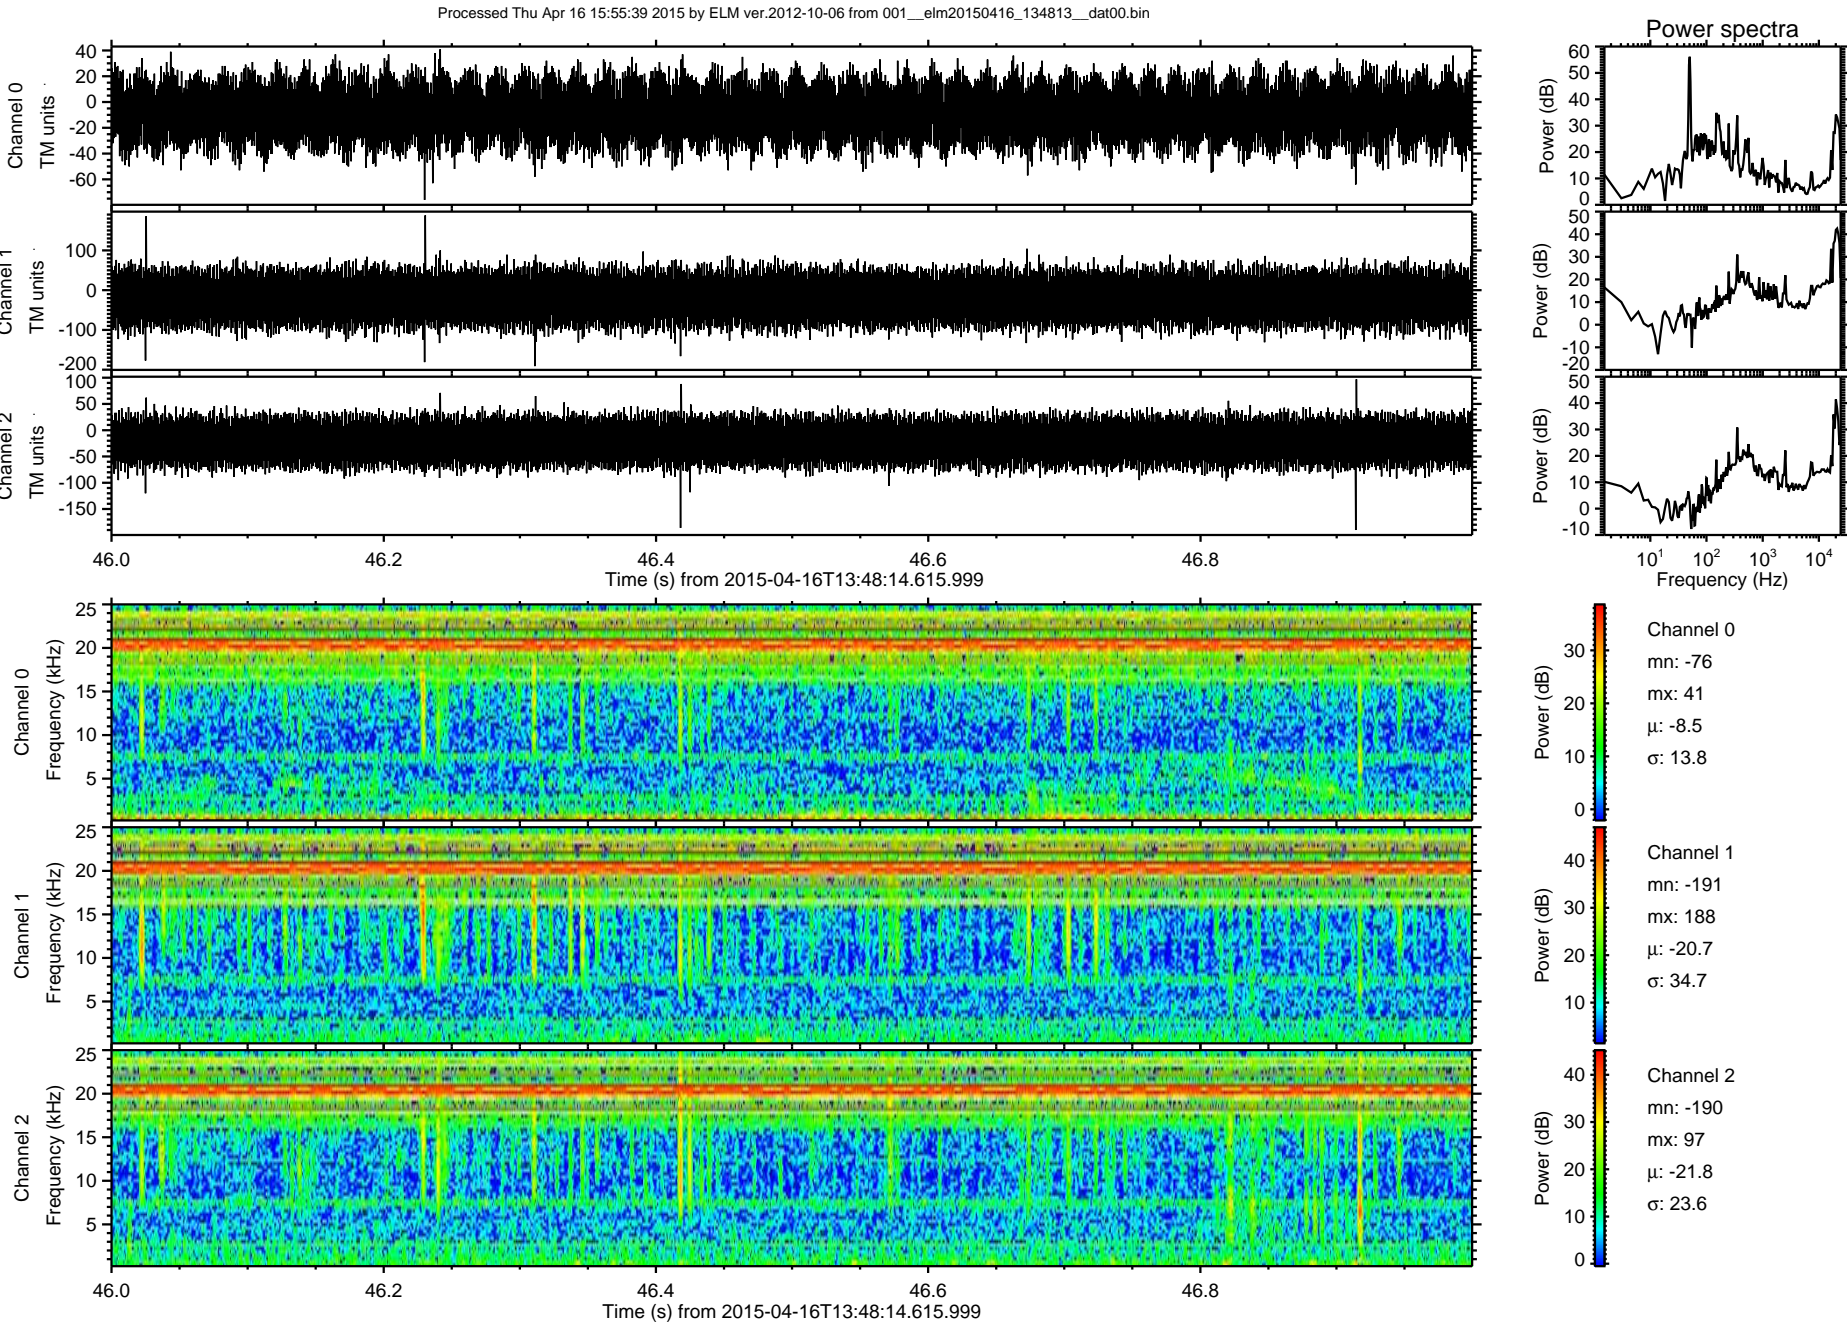 Processed Thu Apr 16 15:55:39 2015 by ELM ver.2012-10-06 from 001__elm20150416_134813__dat00.bin
Power spectra
Channel 0
TM units
40
20
0
-20
-40
-60
Power (dB)
60
50
40
30
20
10
0
Channel 1
TM units
100
0
-100
-200
Power (dB)
50
40
30
20
10
0
-10
-20
Channel 2
TM units
100
50
0
-50
-100
-150
Power (dB)
50
40
30
20
10
0
-10
46.0 46.2 46.4 46.6 46.8
Time (s) from 2015-04-16T13:48:14.615.999
10^1 10^2 10^3 10^4
Frequency (Hz)
Channel 0
Frequency (kHz)
25
20
15
10
5
Power (dB)
30
20
10
0
Channel 0
mn: -76
mx: 41
μ: -8.5
σ: 13.8
Channel 1
Frequency (kHz)
25
20
15
10
5
Power (dB)
40
30
20
10
Channel 1
mn: -191
mx: 188
μ: -20.7
σ: 34.7
Channel 2
Frequency (kHz)
25
20
15
10
5
Power (dB)
40
30
20
10
0
Channel 2
mn: -190
mx: 97
μ: -21.8
σ: 23.6
46.0 46.2 46.4 46.6 46.8
Time (s) from 2015-04-16T13:48:14.615.999